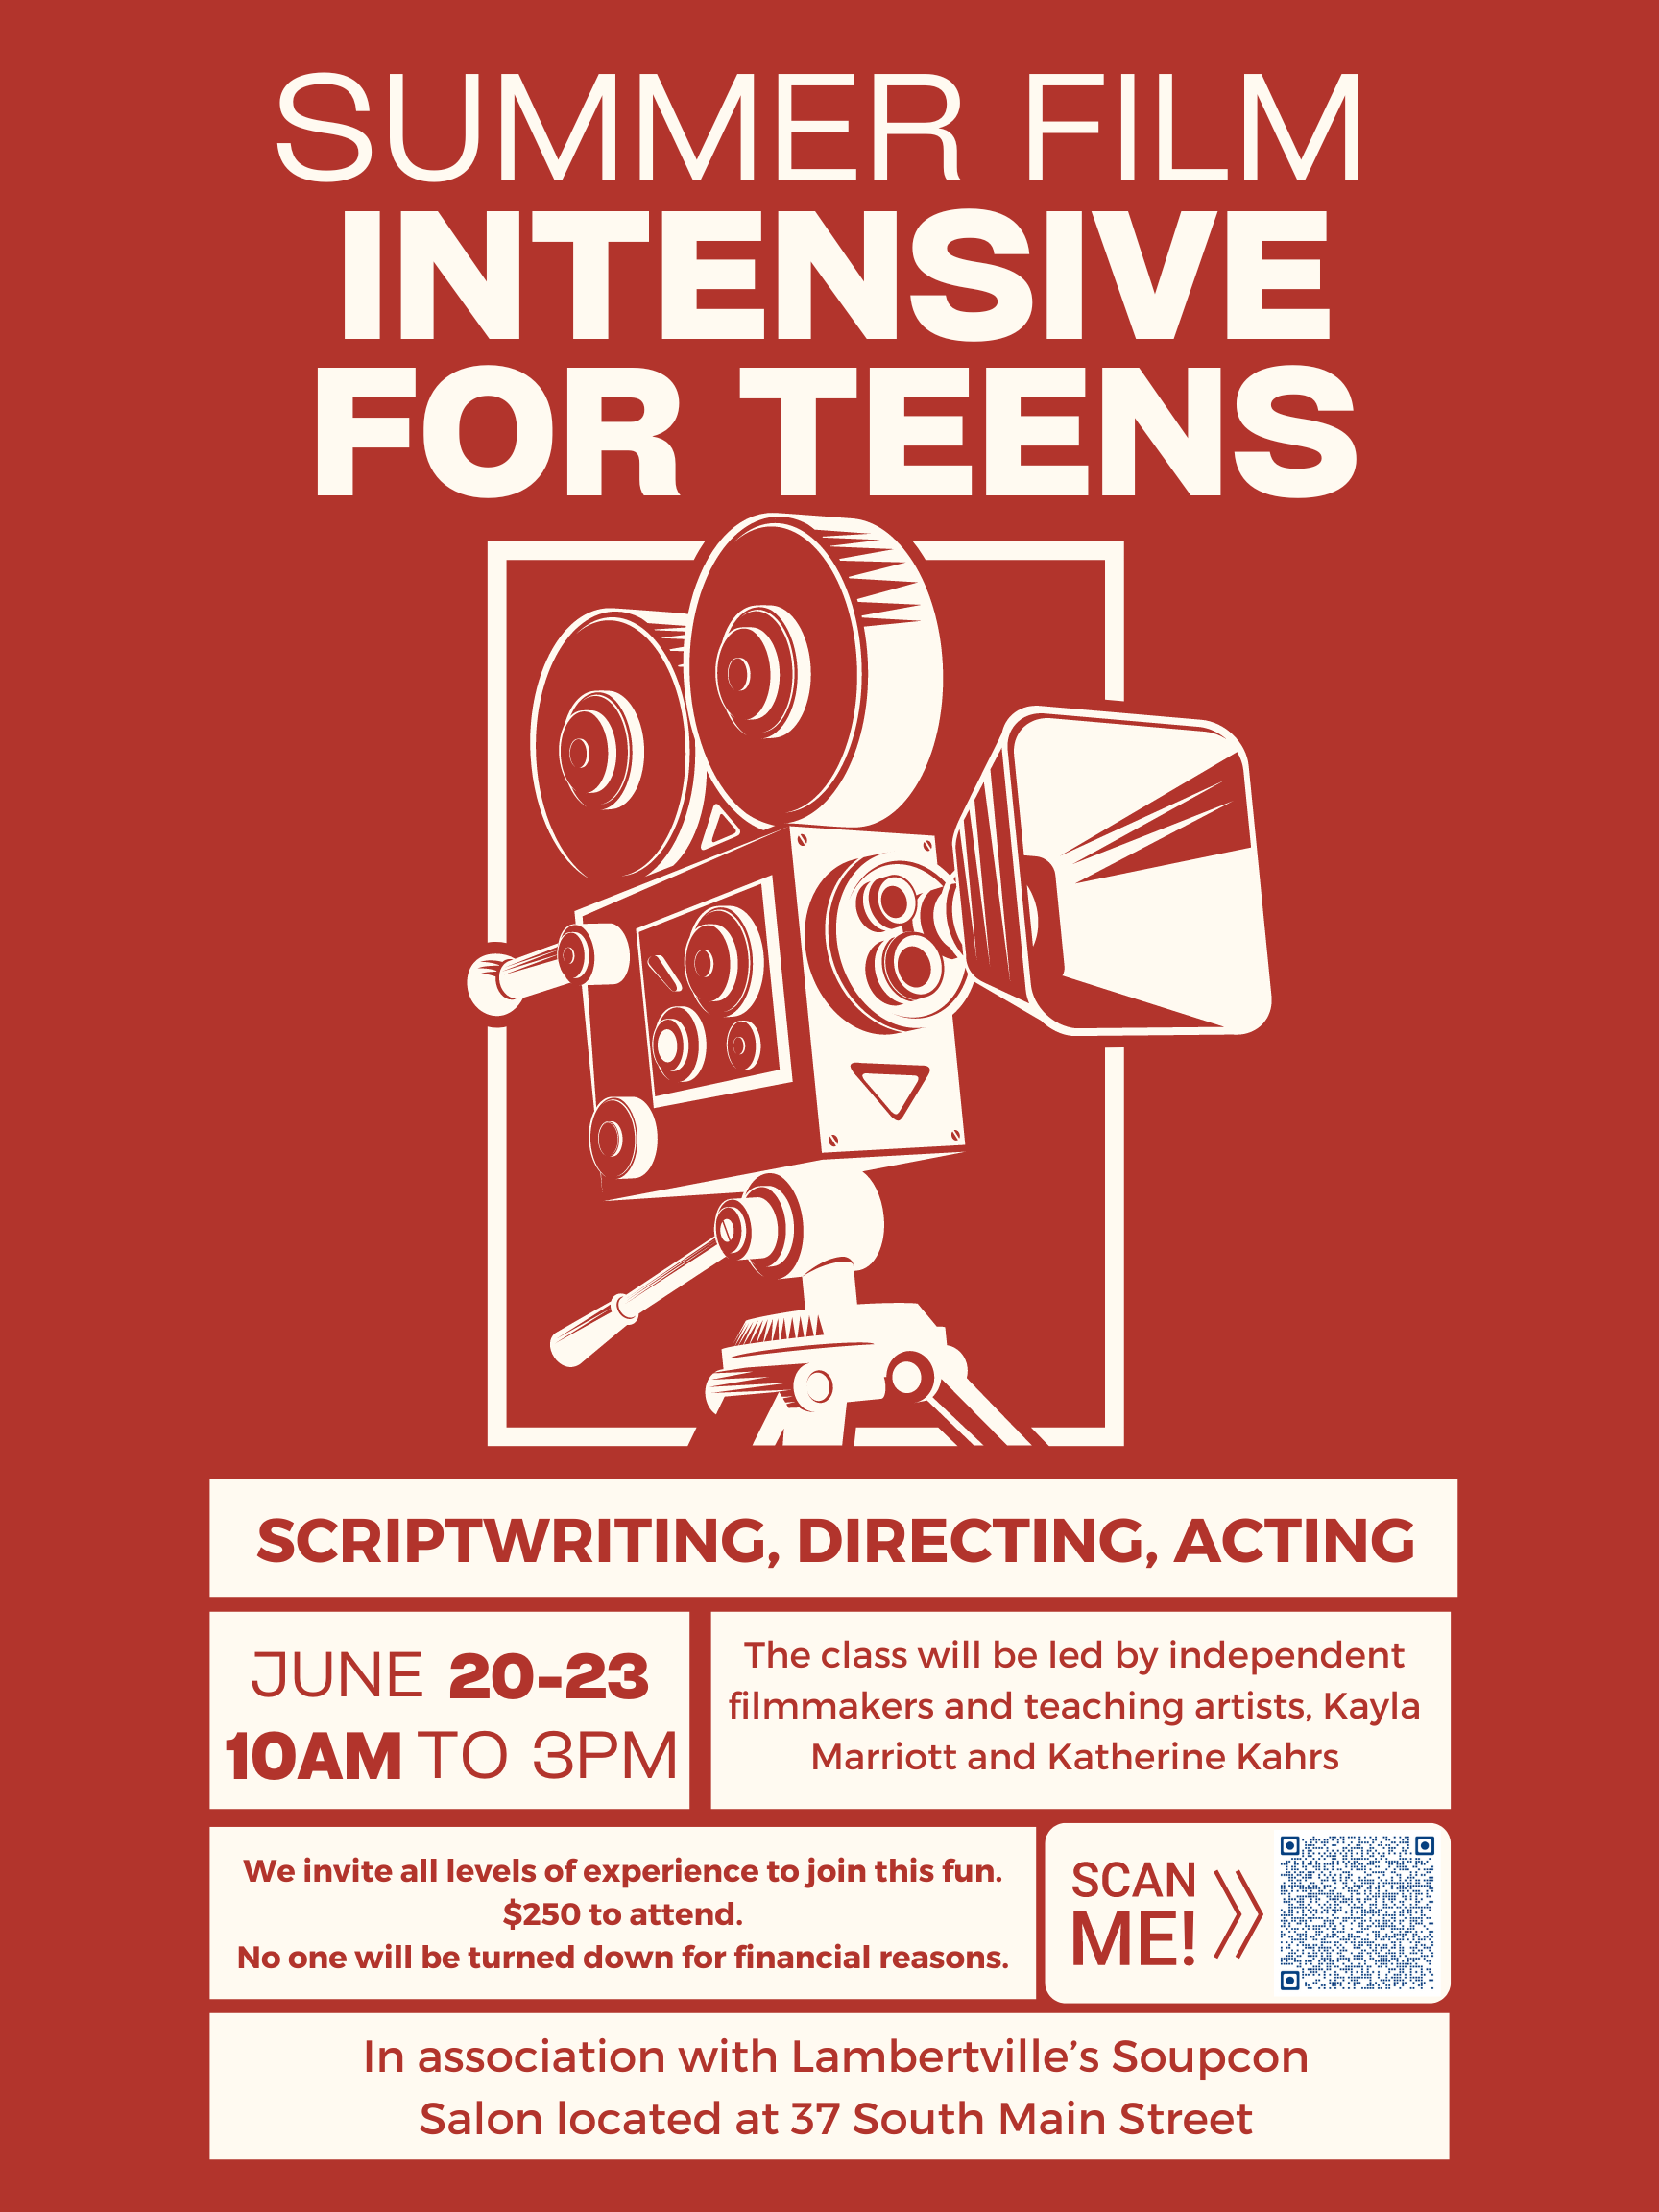 SUMMER FILM
INTENSIVE
FOR TEENS
SCRIPTWRITING, DIRECTING, ACTING
JUNE 20-23
10AM TO 3PM
The class will be led by independent
filmmakers and teaching artists, Kayla
Marriott and Katherine Kahrs
We invite all levels of experience to join this fun.
$250 to attend.
No one will be turned down for financial reasons.
SCAN
ME!
In association with Lambertville’s Soupcon
Salon located at 37 South Main Street